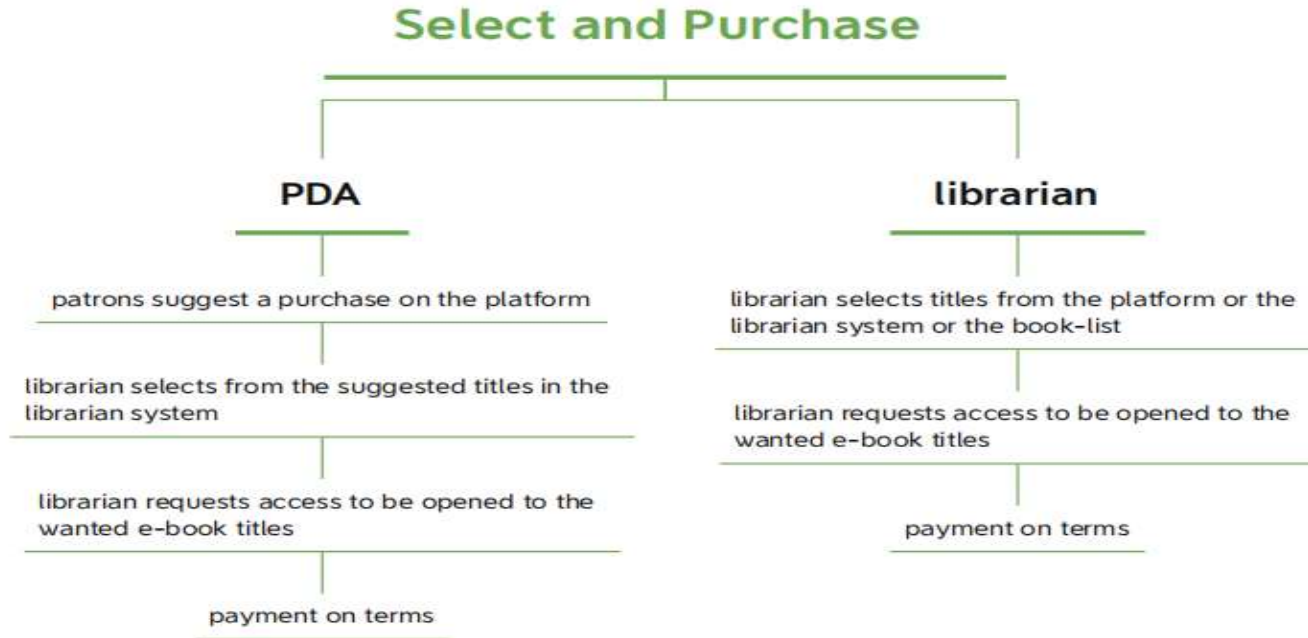 Select and Purchase
PDA
patrons suggest a purchase on the platform
librarian selects from the suggested titles in the
librarian system
librarian requests access to be opened to the
wanted e-book titles
payment on terms
librarian
librarian selects titles from the platform or the
librarian system or the book-list
librarian requests access to be opened to the
wanted e-book titles
payment on terms